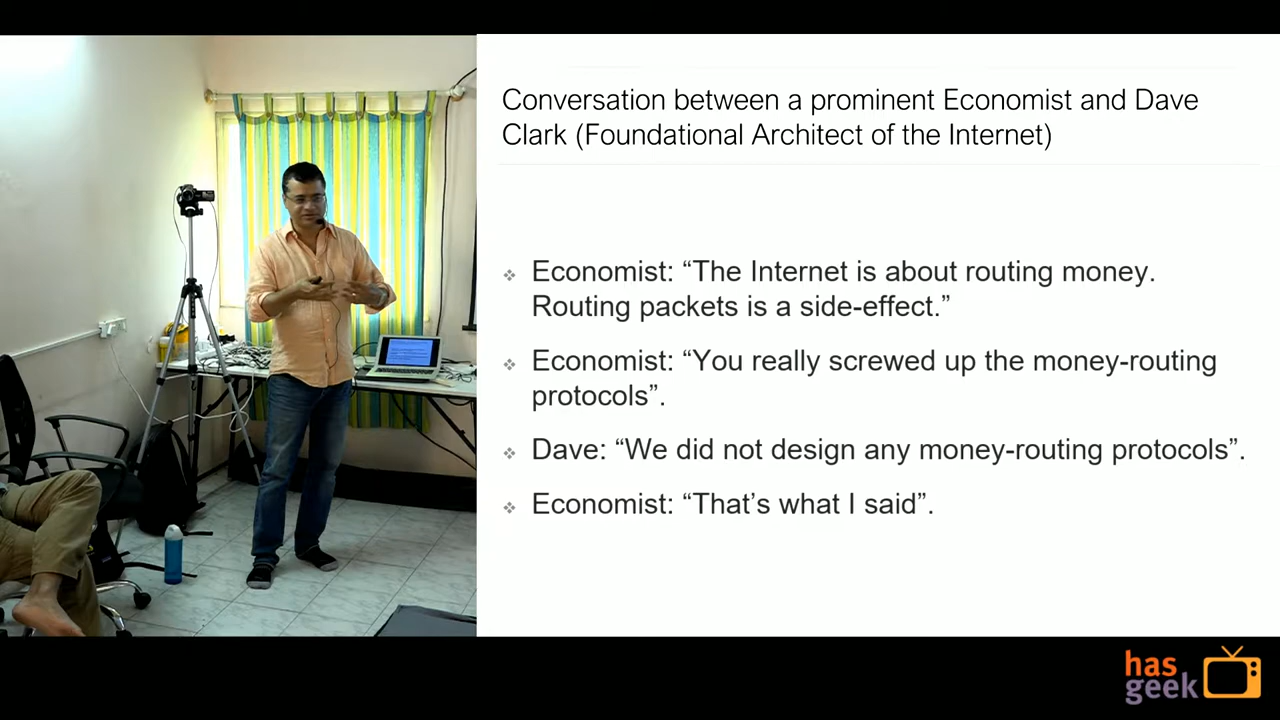 Conversation between a prominent Economist and Dave
Clark (Foundational Architect of the Internet)
Economist: “The Internet is about routing money.
Routing packets is a side-effect.”
Economist: “You really screwed up the money-routing
protocols”.
Dave: “We did not design any money-routing protocols”.
Economist: “That’s what I said”.
has
geek